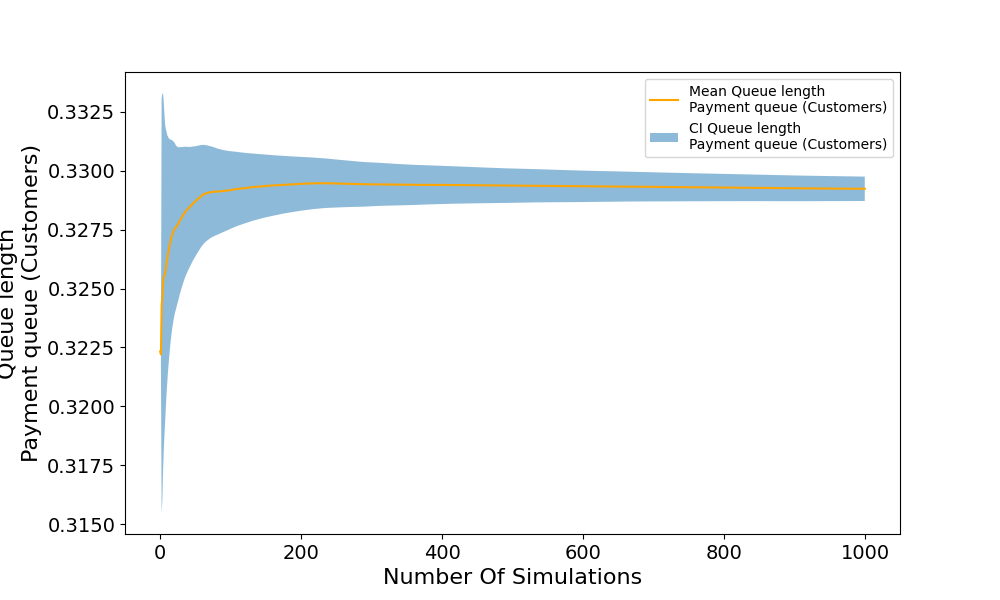 Mean Queue length
Payment queue (Customers)
CI Queue length
Payment queue (Customers)
0.3325
0.3300
0.3275
0.3250
0.3225
0.3200
0.3175
0.3150
Queue length
Payment queue (Customers)
0
200
400
600
800
1000
Number Of Simulations